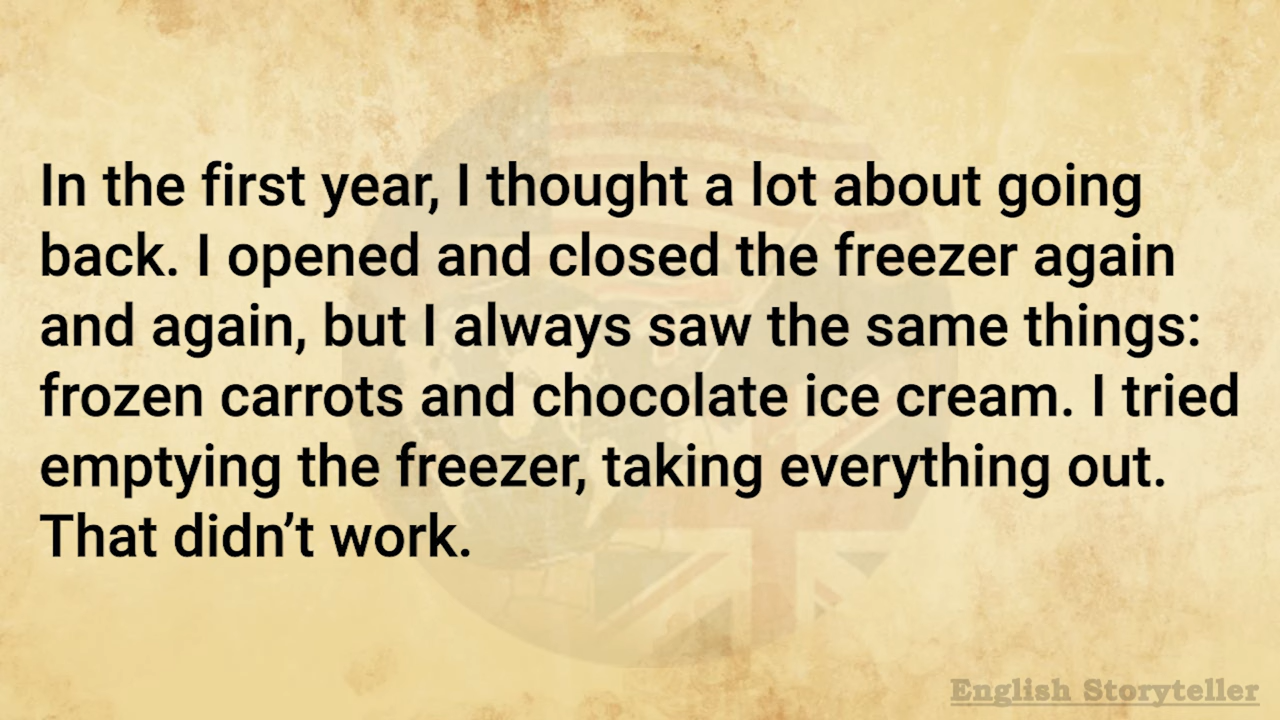 In the first year, I thought a lot about going
back. I opened and closed the freezer again
and again, but I always saw the same things:
frozen carrots and chocolate ice cream. I tried
emptying the freezer, taking everything out.
That didn’t work.
English Storyteller